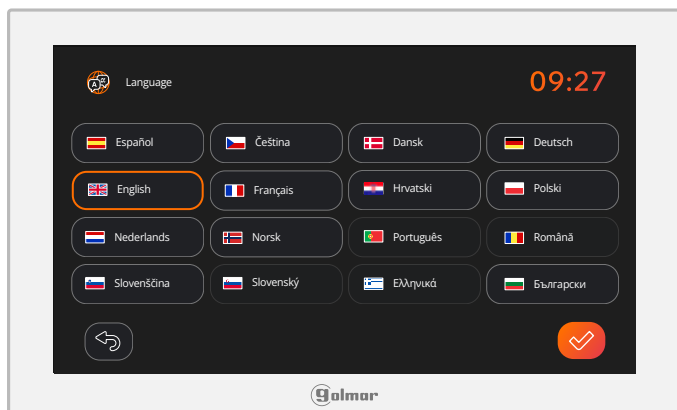 Language
09:27
Español
Čeština
Dansk
Deutsch
English
Français
Hrvatski
Polski
Nederlands
Norsk
Português
Română
Slovenščina
Slovenský
Ελληνικά
Български
golmar